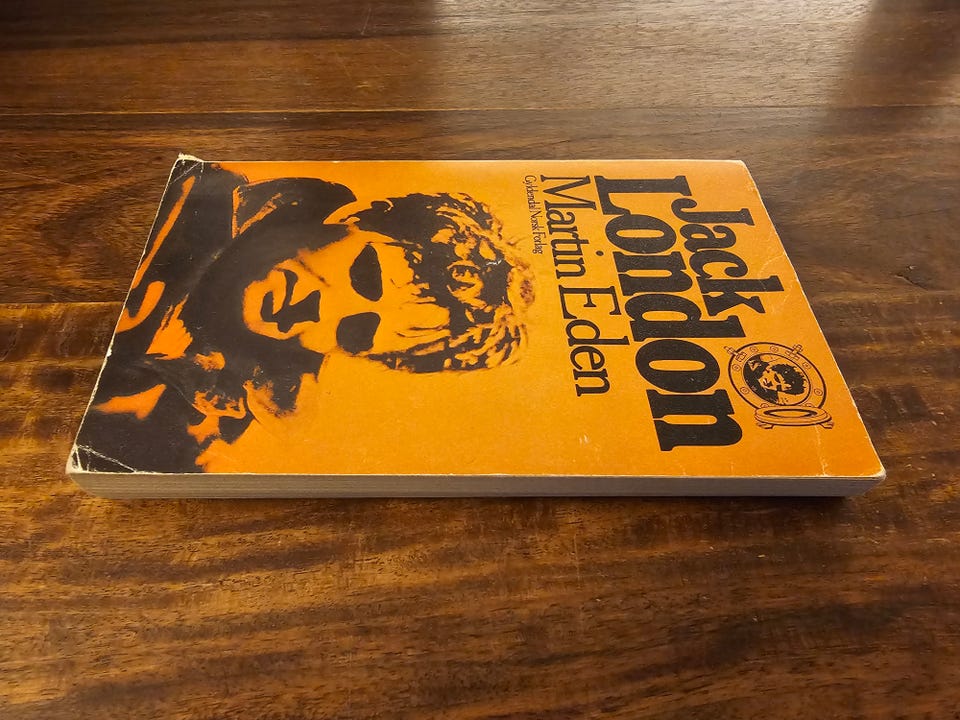 Jack
London
Martin Eden
Gyldendal Norsk Forlag